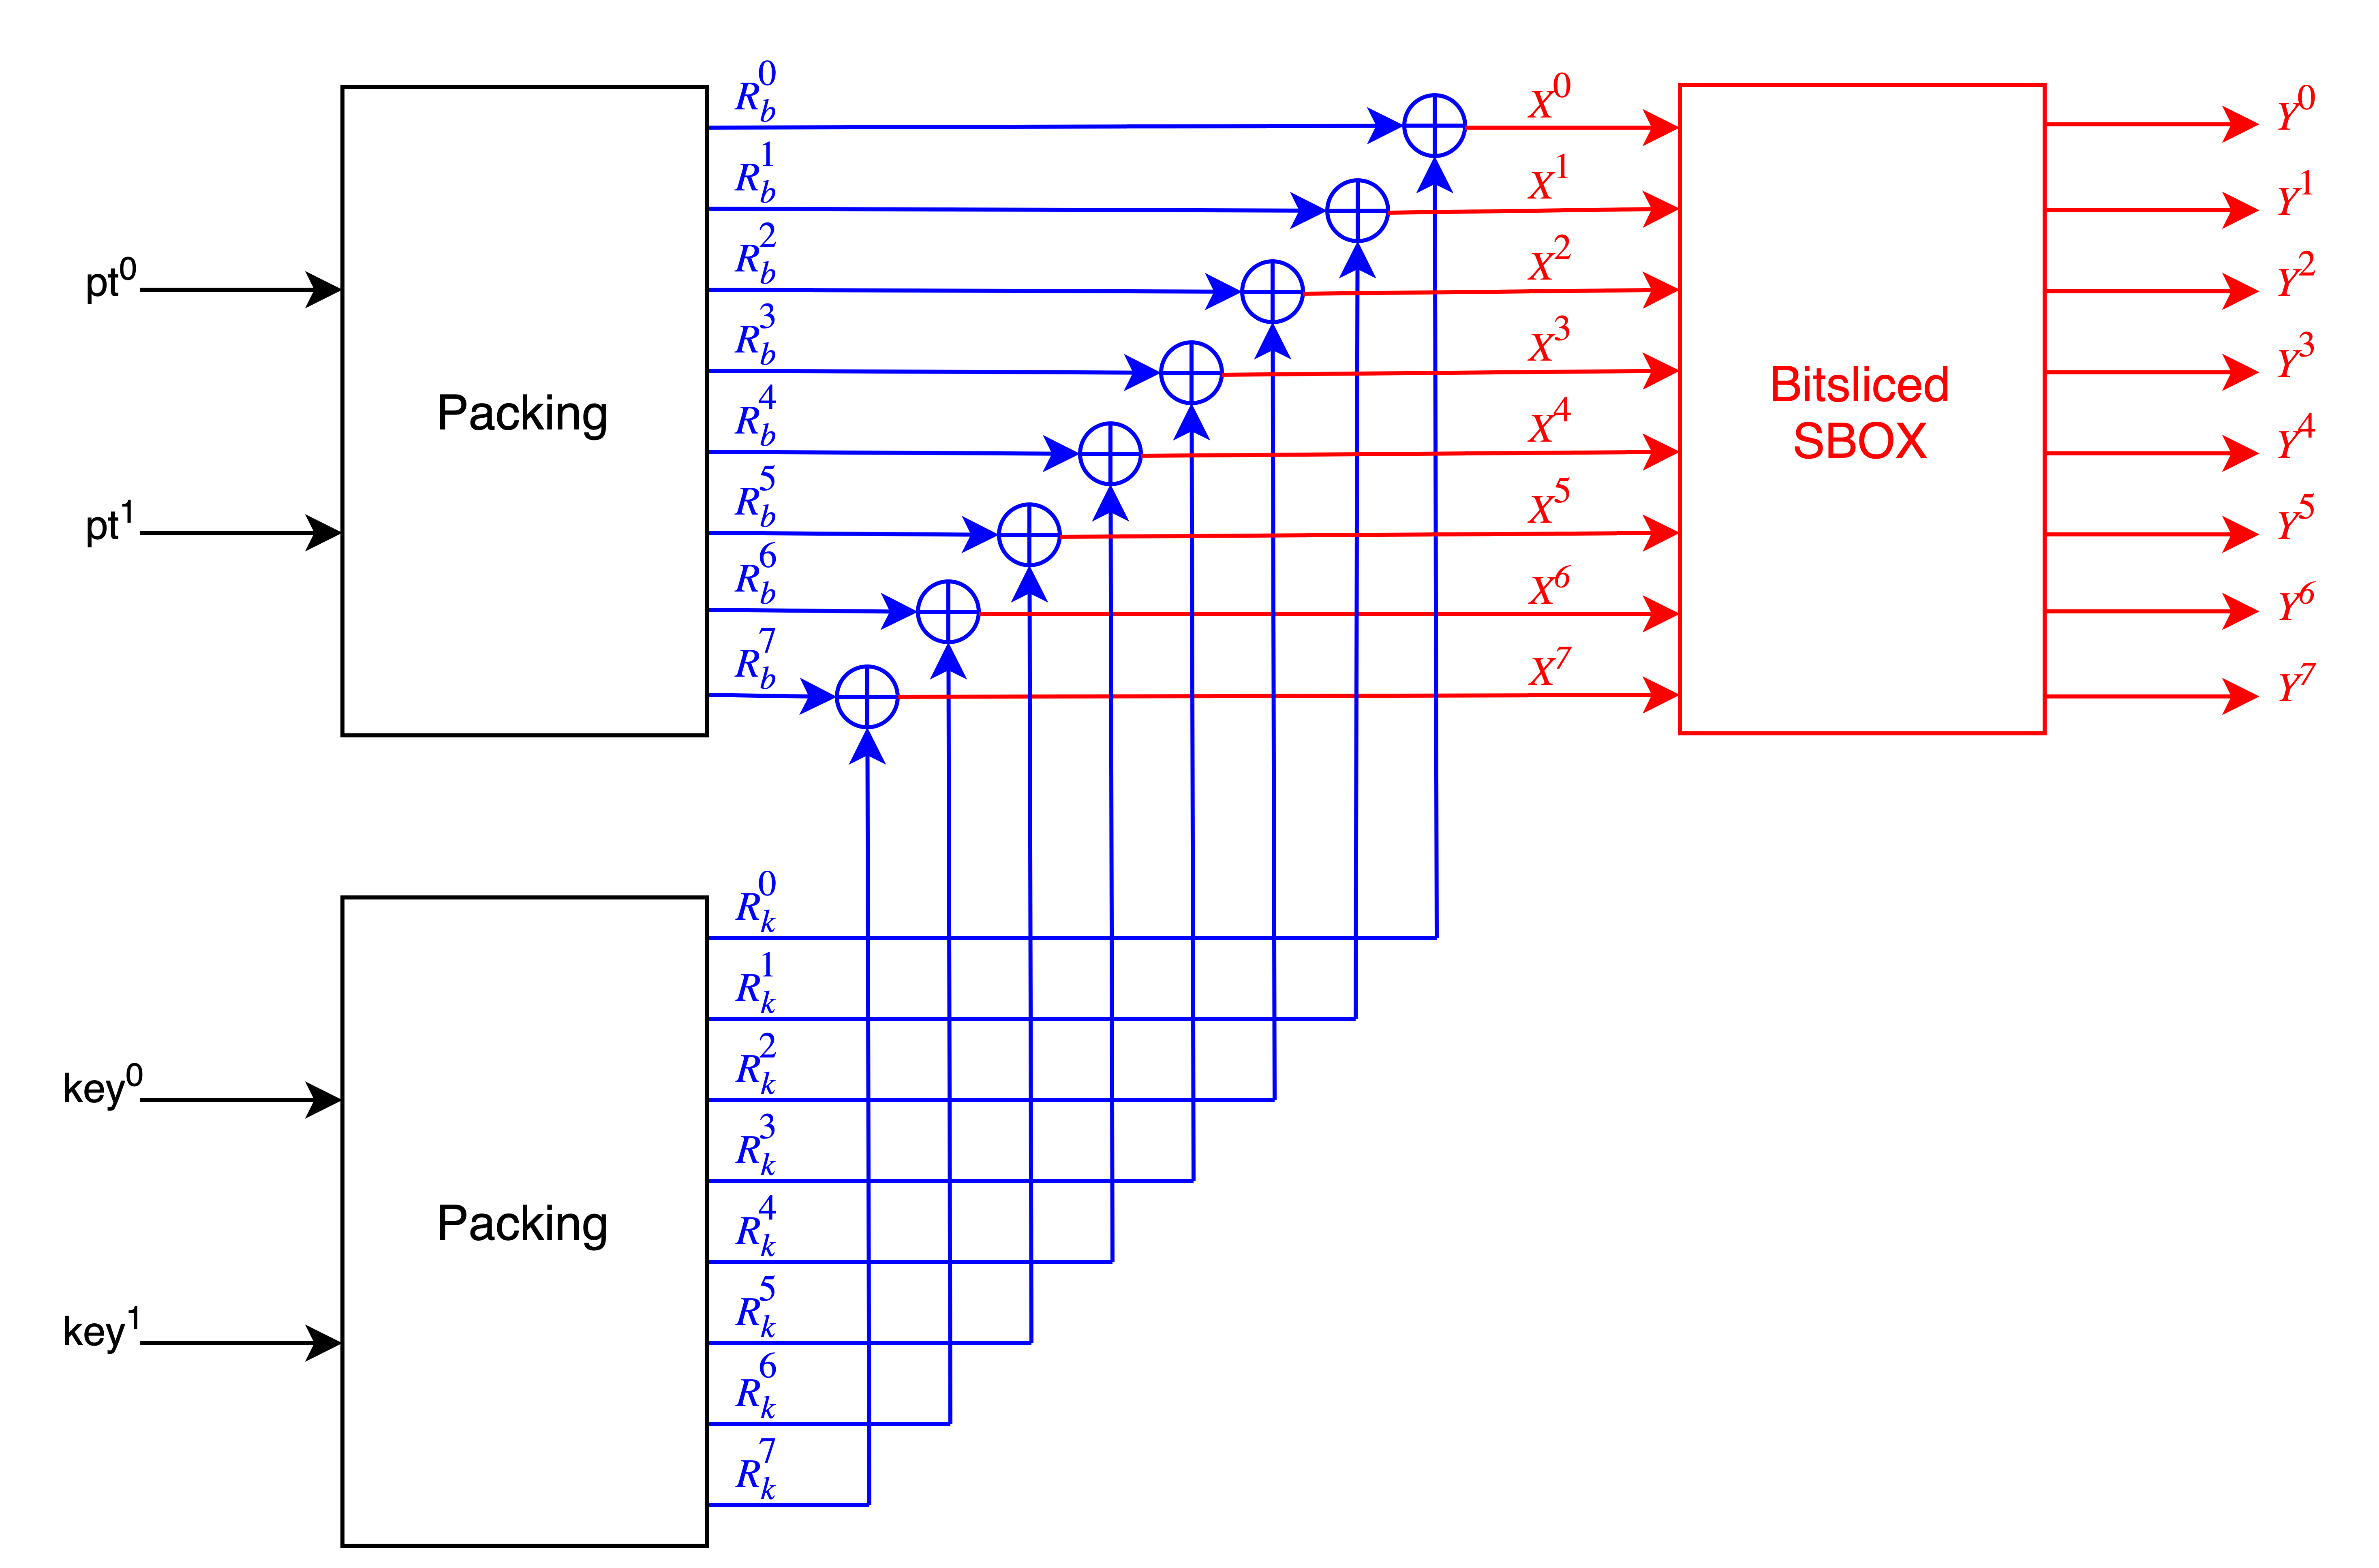 pt^0
pt^1
Packing
R_b^0
R_b^1
R_b^2
R_b^3
R_b^4
R_b^5
R_b^6
R_b^7
X^0
X^1
X^2
X^3
X^4
X^5
X^6
X^7
Bitsliced
SBOX
Y^0
Y^1
Y^2
Y^3
Y^4
Y^5
Y^6
Y^7
key^0
key^1
Packing
R_k^0
R_k^1
R_k^2
R_k^3
R_k^4
R_k^5
R_k^6
R_k^7